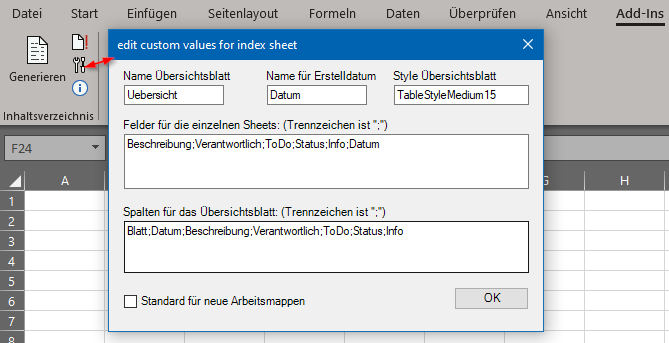 Datei Start Einfügen Seitenlayout Formeln Daten Überprüfen Ansicht Add-Ins
Generieren
Inhaltsverzeichnis
edit custom values for index sheet
Name Übersichtsblatt Name für Erstelldatum Style Übersichtsblatt
Uebersicht Datum TableStyleMedium15
Felder für die einzelnen Sheets: (Trennzeichen ist ";")
Beschreibung;Verantwortlich;ToDo;Status;Info;Datum
Spalten für das Übersichtsblatt: (Trennzeichen ist ";")
Blatt;Datum;Beschreibung;Verantwortlich;ToDo;Status;Info
Standard für neue Arbeitsmappen OK
F24
A G H
1
2
3
4
5
6
7
8